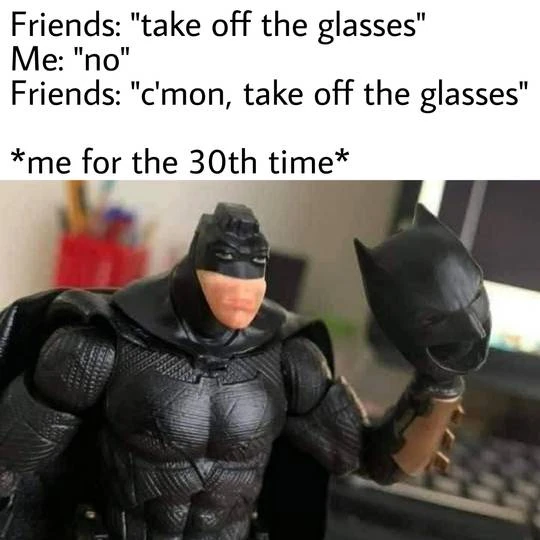 Friends: "take off the glasses"
Me: "no"
Friends: "c'mon, take off the glasses"
*me for the 30th time*